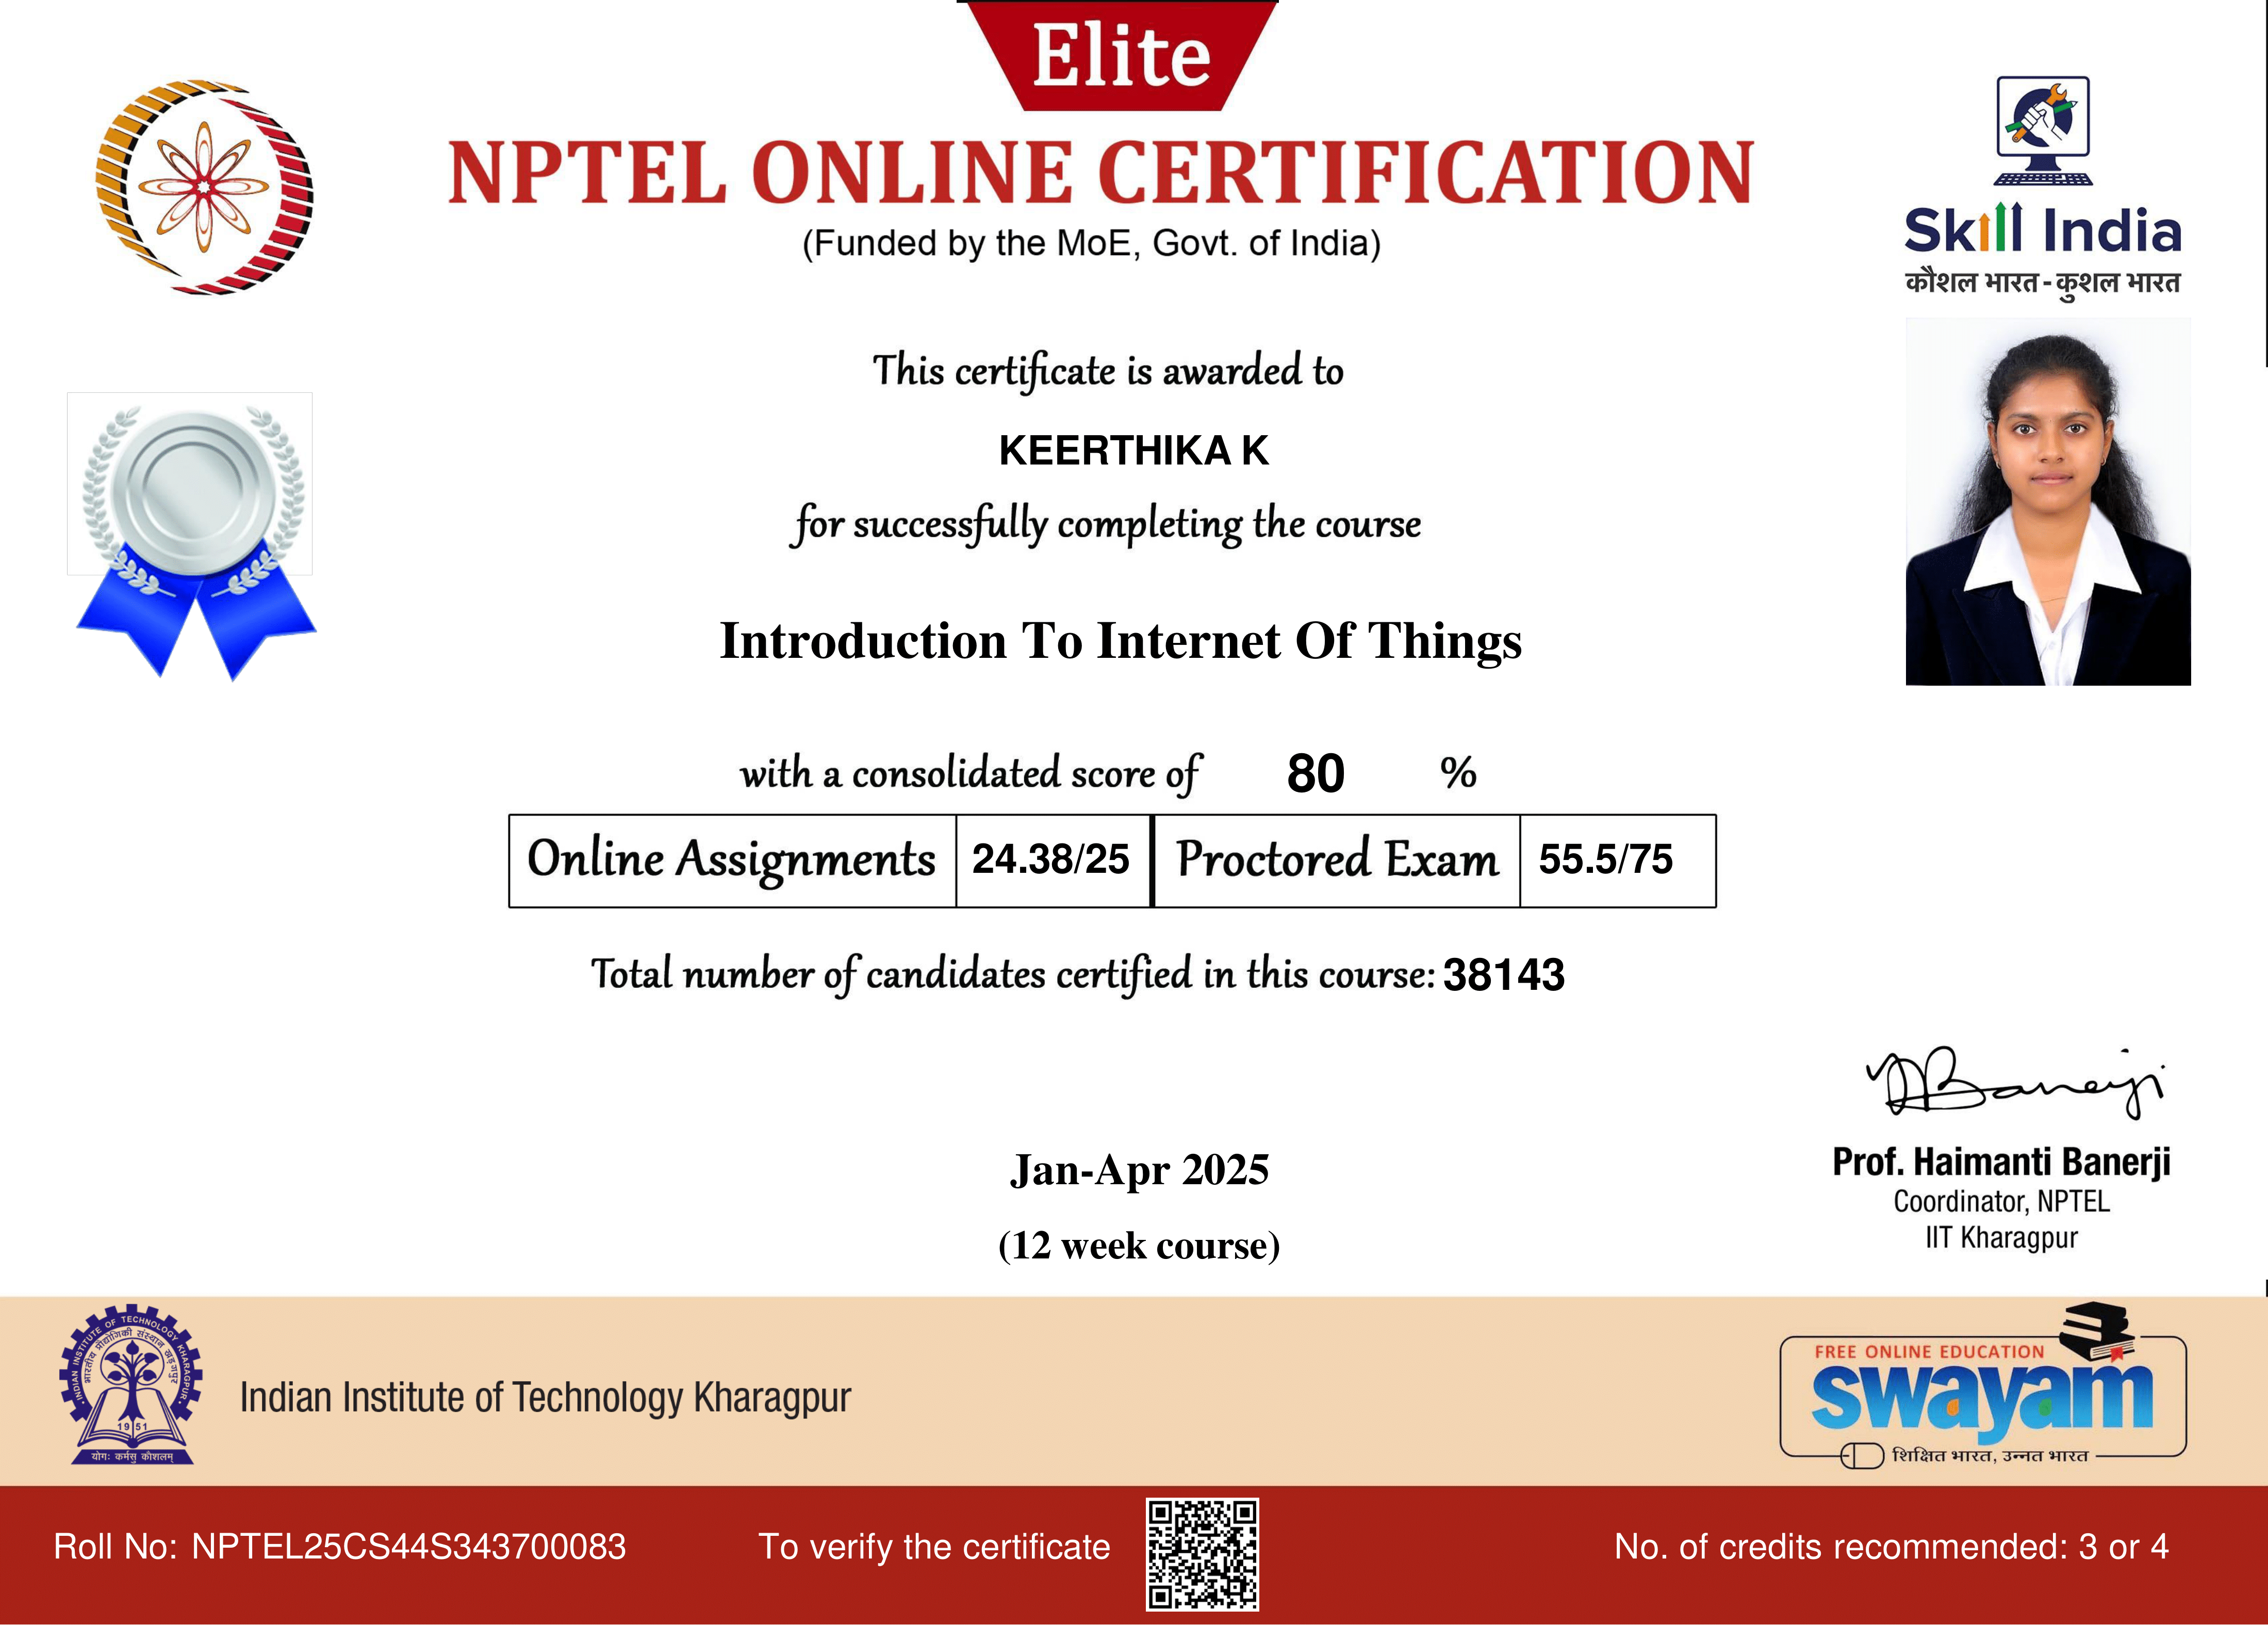 Elite
NPTEL ONLINE CERTIFICATION
(Funded by the MoE, Govt. of India)
Skill India
कौशल भारत - कुशल भारत
This certificate is awarded to
KEERTHIKA K
for successfully completing the course
Introduction To Internet Of Things
with a consolidated score of 80 %
Online Assignments 24.38/25 Proctored Exam 55.5/75
Total number of candidates certified in this course: 38143
Banerji
Prof. Haimanti Banerji
Coordinator, NPTEL
IIT Kharagpur
Jan-Apr 2025
(12 week course)
INDIAN INSTITUTE OF TECHNOLOGY KHARAGPUR
भारतीय प्रौद्योगिकी संस्थान खड़गपुर
1951
योगः कर्मसु कौशलम्
Indian Institute of Technology Kharagpur
FREE ONLINE EDUCATION
swayam
शिक्षित भारत, उन्नत भारत
Roll No: NPTEL25CS44S343700083
To verify the certificate
No. of credits recommended: 3 or 4